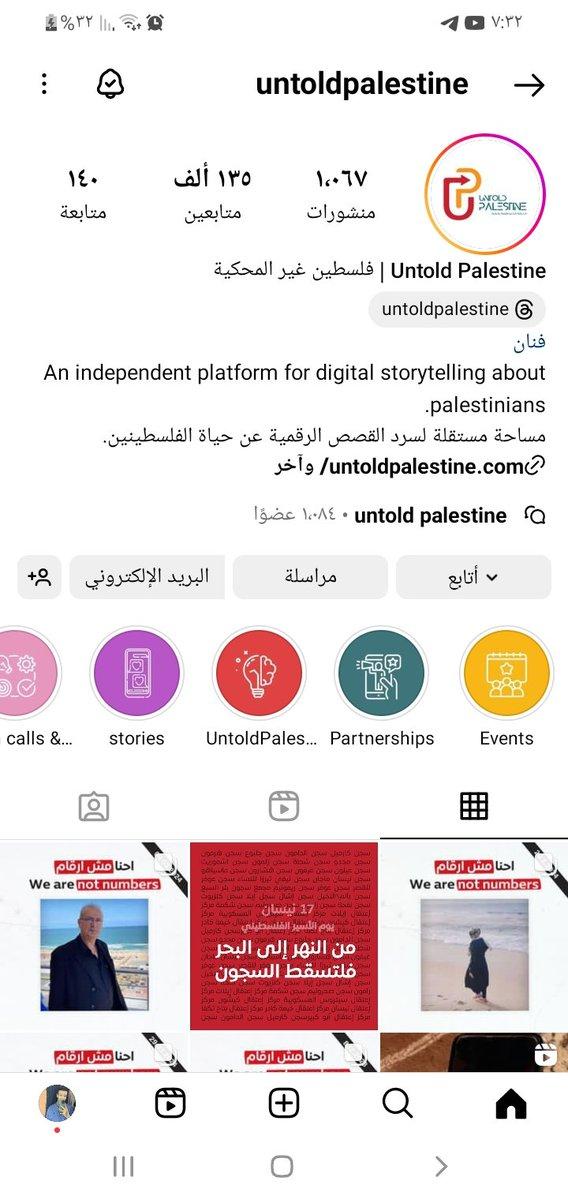 ٧:٣٢
٪٣٢
untoldpalestine
١٬٠٦٧ ١٣٥ ألف ١٤٠
منشورات متابعين متابعة
UNTOLD
PALESTINE
Untold Palestine | فلسطين غير المحكية
untoldpalestine
فنان
An independent platform for digital storytelling about
palestinians.
مساحة مستقلة لسرد القصص الرقمية عن حياة الفلسطينين.
untoldpalestine.com/ وآخر
untold palestine • ١٬٠٨٤ عضوًا
أتابع مراسلة البريد الإلكتروني
Events Partnerships UntoldPales... stories calls &...
احنا مش ارقام
We are not numbers
17 نيسان
يوم الأسير الفلسطيني
من النهر إلى البحر
فلتسقط السجون
احنا مش ارقام
We are not numbers
احنا مش ارقام
احنا مش ارقام